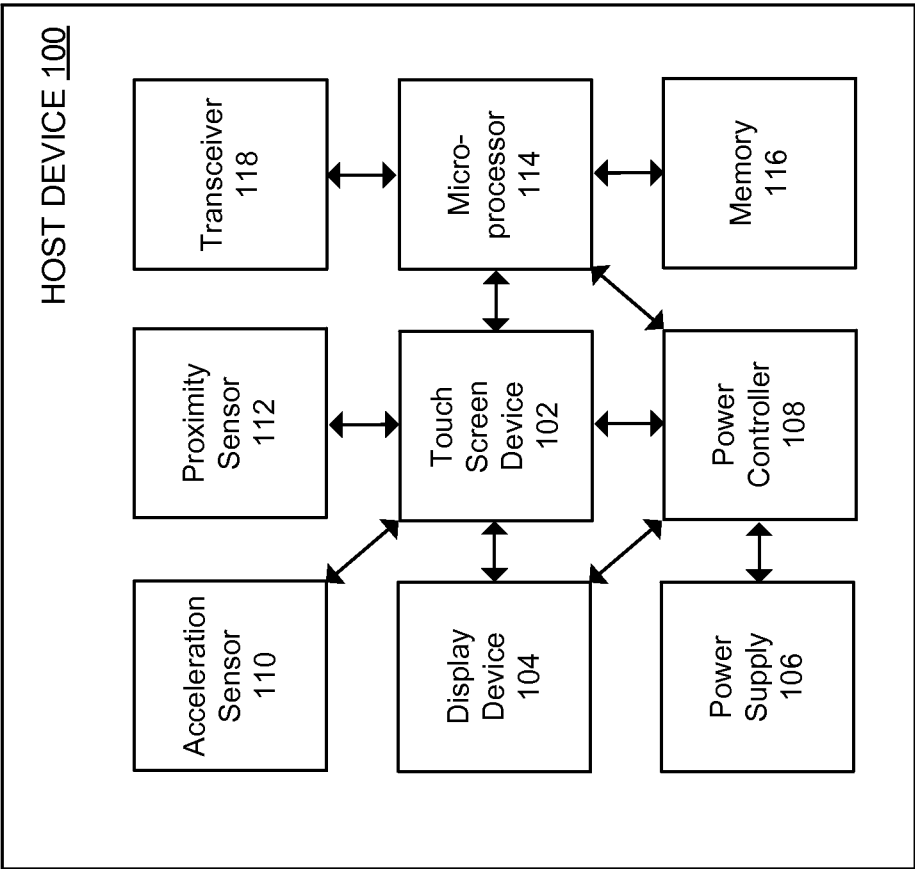 HOST DEVICE 100
Acceleration
Sensor
110
Proximity
Sensor
112
Transceiver
118
Display
Device
104
Touch
Screen
Device
102
Micro-
processor
114
Power
Supply
106
Power
Controller
108
Memory
116